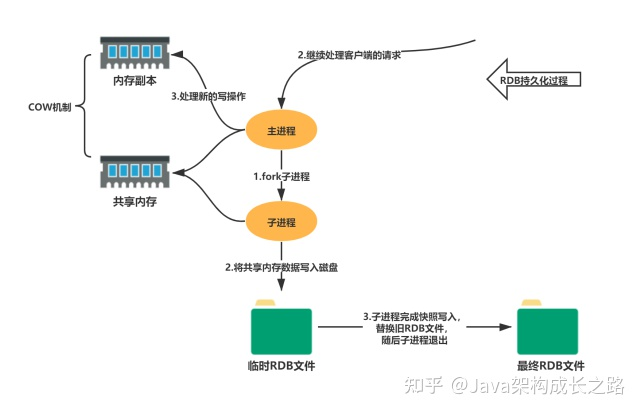 2.继续处理客户端的请求
RDB持久化过程
内存副本
3.处理新的写操作
COW机制
主进程
1.fork子进程
共享内存
子进程
2.将共享内存数据写入磁盘
3.子进程完成快照写入，
替换旧RDB文件，
随后子进程退出
临时RDB文件
最终RDB文件
知乎 @Java架构成长之路